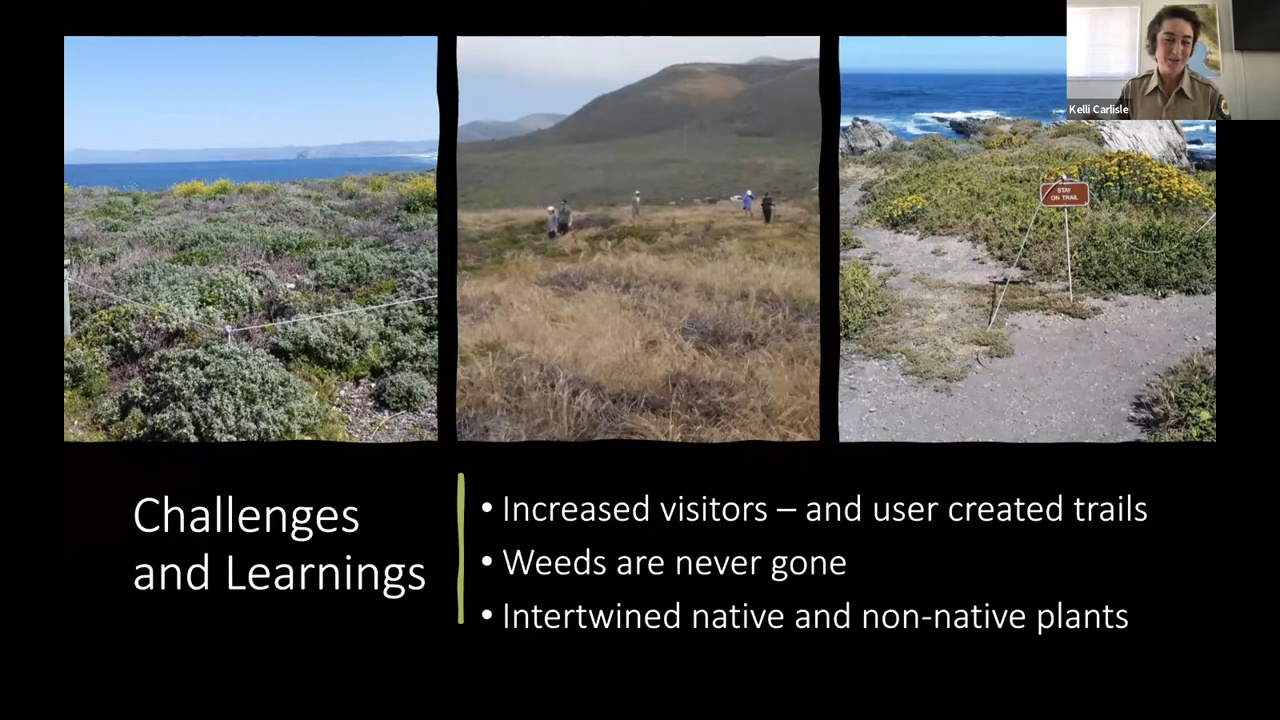 Kelli Carlisle
STAY
ON TRAIL
Challenges
and Learnings
• Increased visitors – and user created trails
• Weeds are never gone
• Intertwined native and non-native plants